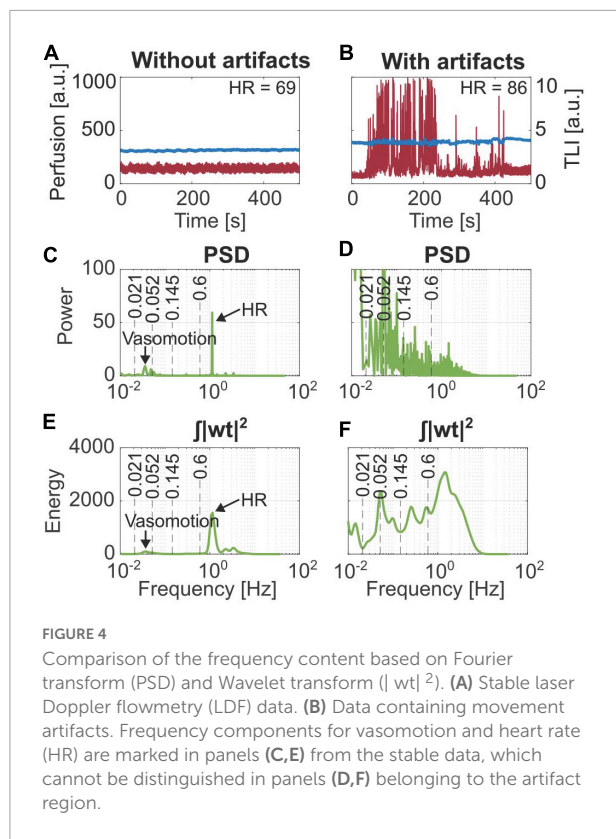 A Without artifacts
B With artifacts
HR = 69
HR = 86
Perfusion [a.u.]
1000
500
0
0 200 400
Time [s]
0 200 400
Time [s]
10
5
0
TLI [a.u.]
C PSD
D PSD
Power
100
50
0
0.021
0.052
0.145
0.6
HR
Vasomotion
10-2 100 102
0.021
0.052
0.145
0.6
10-2 100 102
E ∫|wt|2
F ∫|wt|2
Energy
4000
2000
0
0.021
0.052
0.145
0.6
HR
Vasomotion
10-2 100 102
Frequency [Hz]
0.021
0.052
0.145
0.6
10-2 100 102
Frequency [Hz]
FIGURE 4
Comparison of the frequency content based on Fourier
transform (PSD) and Wavelet transform (| wt| 2). (A) Stable laser
Doppler flowmetry (LDF) data. (B) Data containing movement
artifacts. Frequency components for vasomotion and heart rate
(HR) are marked in panels (C,E) from the stable data, which
cannot be distinguished in panels (D,F) belonging to the artifact
region.